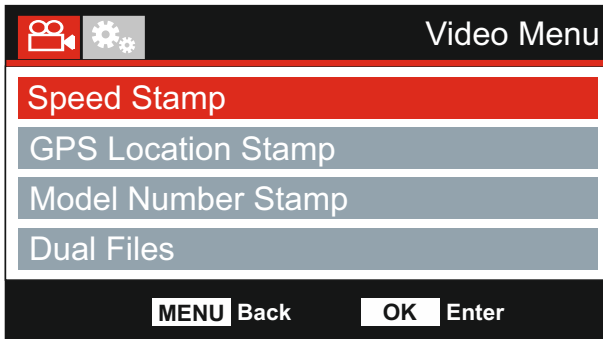 Video Menu
Speed Stamp
GPS Location Stamp
Model Number Stamp
Dual Files
MENU Back OK Enter